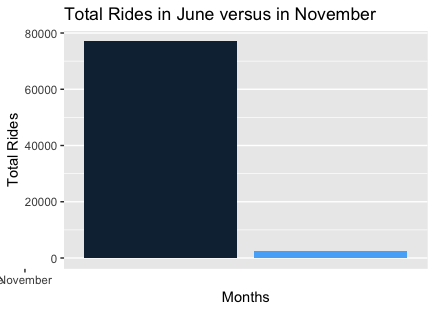 Total Rides in June versus in November
80000
60000
40000
20000
0
Total Rides
November
Months